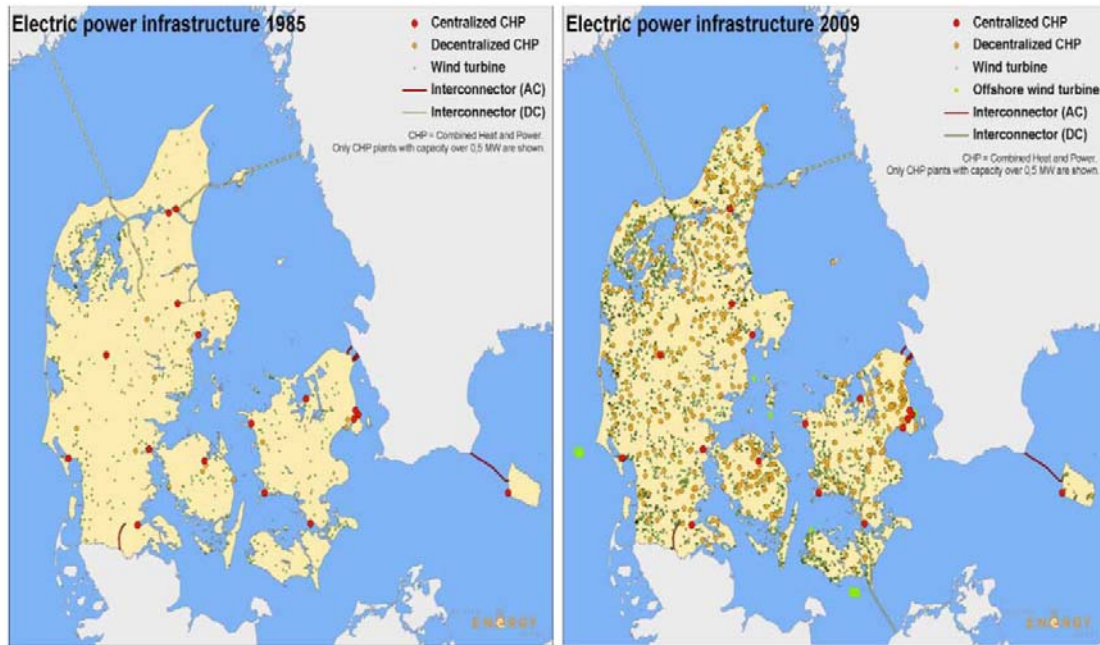 Electric power infrastructure 1985
Centralized CHP
Decentralized CHP
Wind turbine
Interconnector (AC)
Interconnector (DC)
CHP = Combined Heat and Power.
Only CHP plants with capacity over 0,5 MW are shown.
ENERGY
Electric power infrastructure 2009
Centralized CHP
Decentralized CHP
Wind turbine
Offshore wind turbine
Interconnector (AC)
Interconnector (DC)
CHP = Combined Heat and Power.
Only CHP plants with capacity over 0,5 MW are shown.
ENERGY